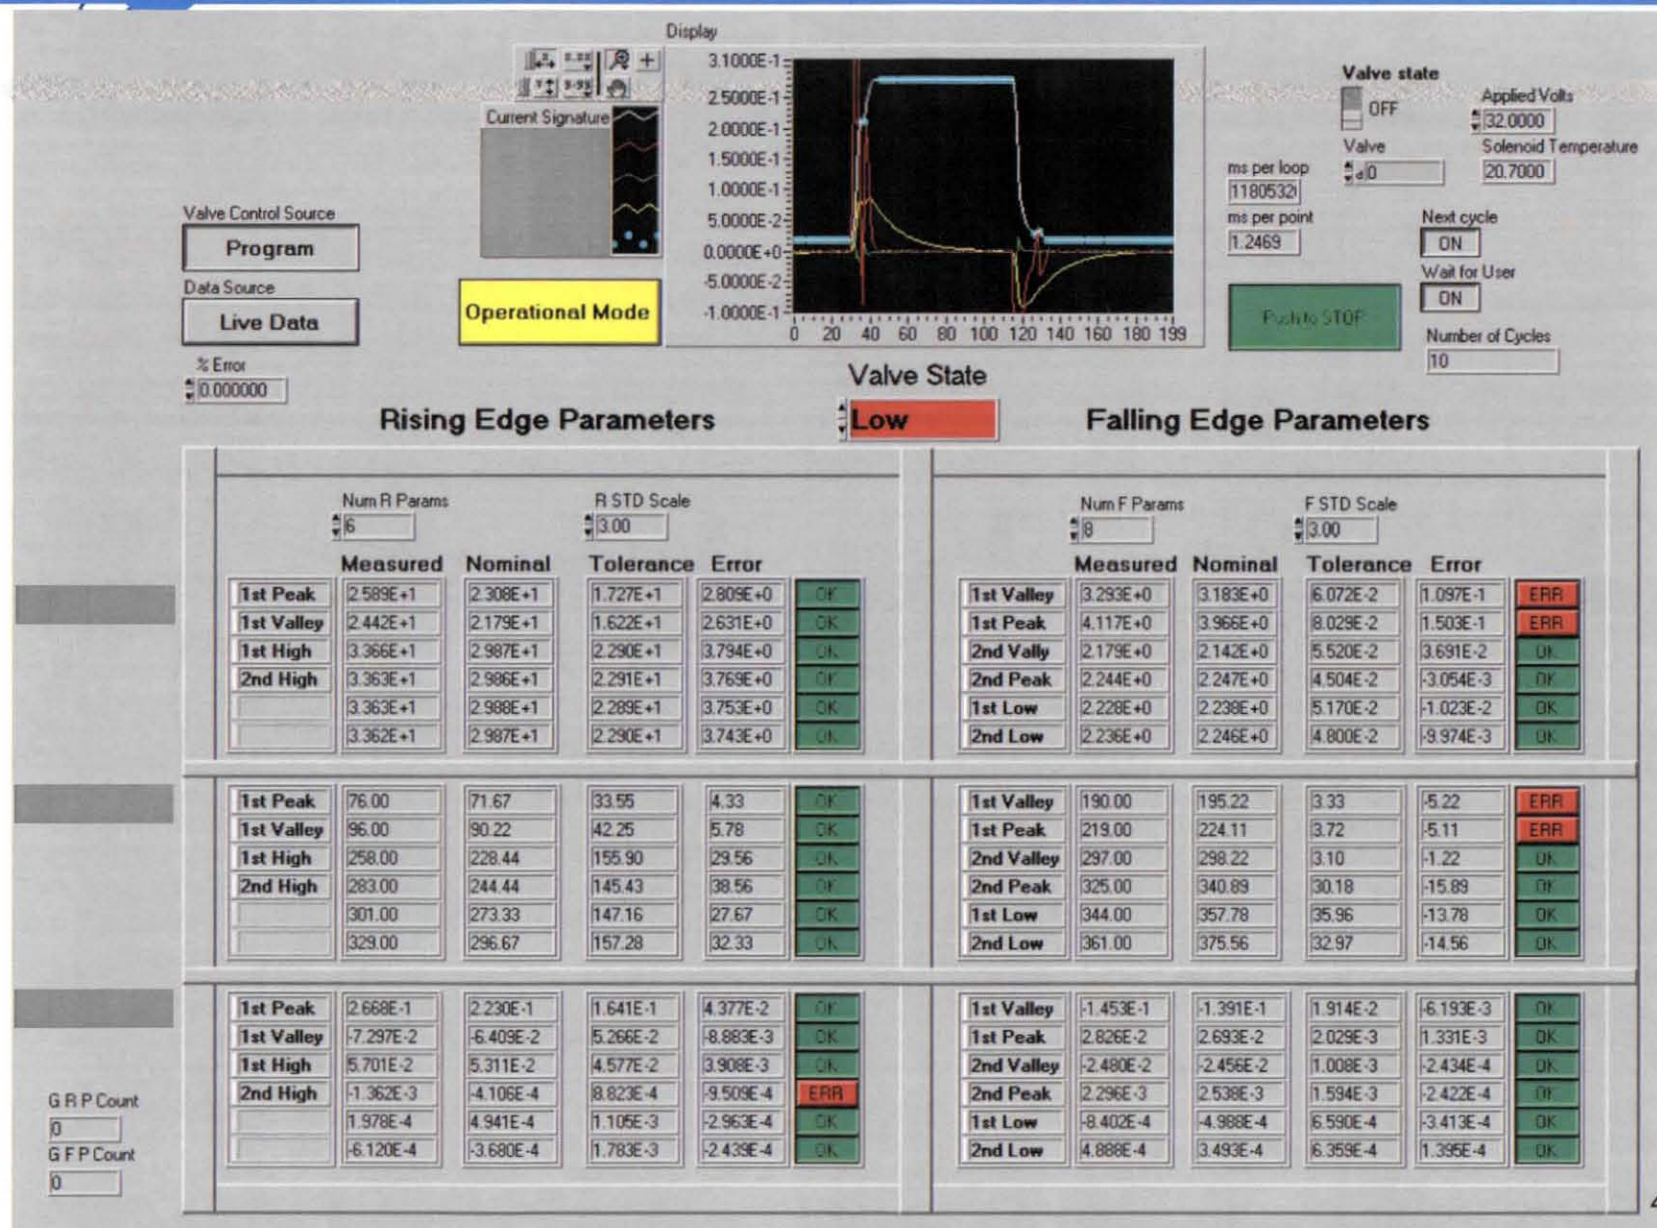 Display
3.1000E-1
2.5000E-1
2.0000E-1
1.5000E-1
1.0000E-1
5.0000E-2
0.0000E+0
-5.0000E-2
-1.0000E-1
0 20 40 60 80 100 120 140 160 180 199
Current Signature
Valve state
OFF
Applied Volts
32.0000
Valve
0
Solenoid Temperature
20.7000
ms per loop
1180532
ms per point
1.2469
Next cycle
ON
Wait for User
ON
Push to STOP
Number of Cycles
10
Valve Control Source
Program
Data Source
Live Data
Operational Mode
% Error
0.000000
Valve State
Low
Rising Edge Parameters
Falling Edge Parameters
Num R Params
6
R STD Scale
3.00
Measured Nominal Tolerance Error
1st Peak 2.589E+1 2.308E+1 1.727E+1 2.809E+0 OK
1st Valley 2.442E+1 2.179E+1 1.622E+1 2.631E+0 OK
1st High 3.366E+1 2.987E+1 2.290E+1 3.794E+0 OK
2nd High 3.363E+1 2.986E+1 2.291E+1 3.769E+0 OK
3.363E+1 2.988E+1 2.289E+1 3.753E+0 OK
3.362E+1 2.987E+1 2.290E+1 3.743E+0 OK
1st Peak 76.00 71.67 33.55 4.33 OK
1st Valley 96.00 90.22 42.25 5.78 OK
1st High 258.00 228.44 155.90 29.56 OK
2nd High 283.00 244.44 145.43 38.56 OK
301.00 273.33 147.16 27.67 OK
329.00 296.67 157.28 32.33 OK
1st Peak 2.668E-1 2.230E-1 1.641E-1 4.377E-2 OK
1st Valley -7.297E-2 -6.409E-2 5.266E-2 -8.883E-3 OK
1st High 5.701E-2 5.311E-2 4.577E-2 3.908E-3 OK
2nd High -1.362E-3 -4.106E-4 8.823E-4 -9.509E-4 ERR
1.978E-4 4.941E-4 1.105E-3 -2.963E-4 OK
-6.120E-4 -3.680E-4 1.783E-3 -2.439E-4 OK
Num F Params
8
F STD Scale
3.00
Measured Nominal Tolerance Error
1st Valley 3.293E+0 3.183E+0 6.072E-2 1.097E-1 ERR
1st Peak 4.117E+0 3.966E+0 8.029E-2 1.503E-1 ERR
2nd Vally 2.179E+0 2.142E+0 5.520E-2 3.691E-2 OK
2nd Peak 2.244E+0 2.247E+0 4.504E-2 -3.054E-3 OK
1st Low 2.228E+0 2.238E+0 5.170E-2 -1.023E-2 OK
2nd Low 2.236E+0 2.246E+0 4.800E-2 -9.974E-3 OK
1st Valley 190.00 195.22 3.33 -5.22 ERR
1st Peak 219.00 224.11 3.72 -5.11 ERR
2nd Valley 297.00 298.22 3.10 -1.22 OK
2nd Peak 325.00 340.89 30.18 -15.89 OK
1st Low 344.00 357.78 35.96 -13.78 OK
2nd Low 361.00 375.56 32.97 -14.56 OK
1st Valley -1.453E-1 -1.391E-1 1.914E-2 -6.193E-3 OK
1st Peak 2.826E-2 2.693E-2 2.029E-3 1.331E-3 OK
2nd Valley -2.480E-2 -2.456E-2 1.008E-3 -2.434E-4 OK
2nd Peak 2.296E-3 2.538E-3 1.594E-3 -2.422E-4 OK
1st Low -8.402E-4 -4.988E-4 6.590E-4 -3.413E-4 OK
2nd Low 4.888E-4 3.493E-4 6.359E-4 1.395E-4 OK
G R P Count
0
G F P Count
0